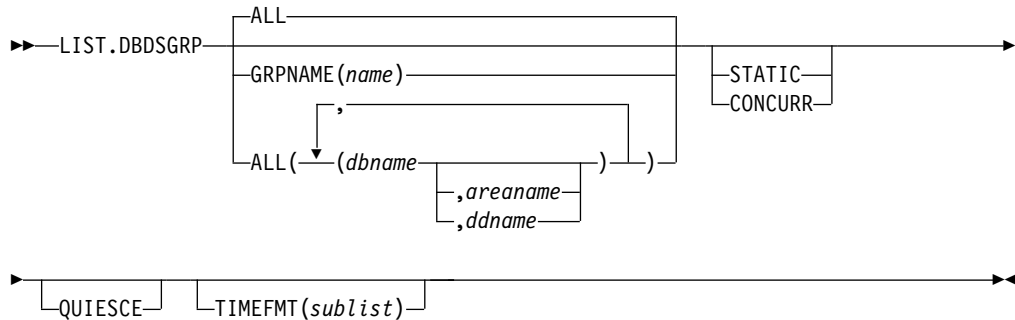 ALL
LIST.DBDSGRP
GRPNAME(name)
STATIC
CONCURR
,
ALL( (dbname ) )
,areaname
,ddname
QUIESCE TIMEFMT(sublist)